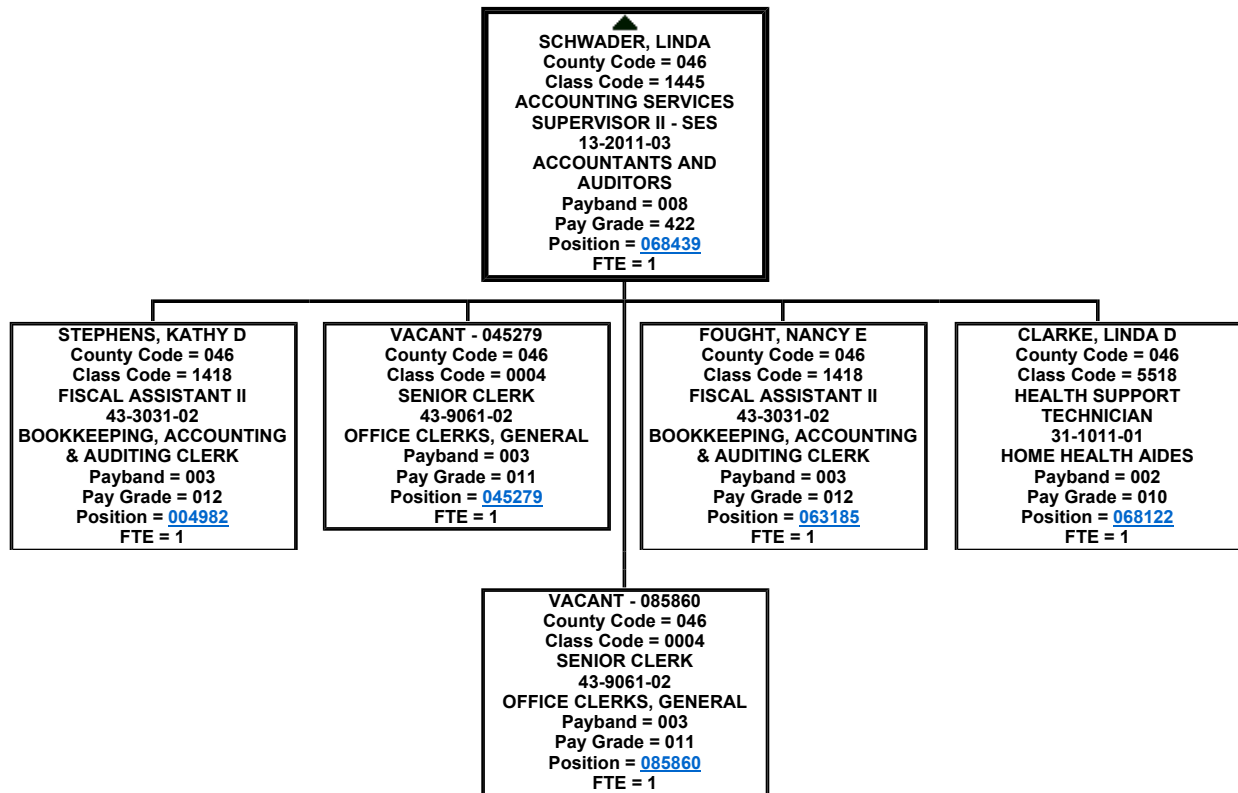 SCHWADER, LINDA
County Code = 046
Class Code = 1445
ACCOUNTING SERVICES
SUPERVISOR II - SES
13-2011-03
ACCOUNTANTS AND
AUDITORS
Payband = 008
Pay Grade = 422
Position = 068439
FTE = 1
STEPHENS, KATHY D
County Code = 046
Class Code = 1418
FISCAL ASSISTANT II
43-3031-02
BOOKKEEPING, ACCOUNTING
& AUDITING CLERK
Payband = 003
Pay Grade = 012
Position = 004982
FTE = 1
VACANT - 045279
County Code = 046
Class Code = 0004
SENIOR CLERK
43-9061-02
OFFICE CLERKS, GENERAL
Payband = 003
Pay Grade = 011
Position = 045279
FTE = 1
FOUGHT, NANCY E
County Code = 046
Class Code = 1418
FISCAL ASSISTANT II
43-3031-02
BOOKKEEPING, ACCOUNTING
& AUDITING CLERK
Payband = 003
Pay Grade = 012
Position = 063185
FTE = 1
CLARKE, LINDA D
County Code = 046
Class Code = 5518
HEALTH SUPPORT
TECHNICIAN
31-1011-01
HOME HEALTH AIDES
Payband = 002
Pay Grade = 010
Position = 068122
FTE = 1
VACANT - 085860
County Code = 046
Class Code = 0004
SENIOR CLERK
43-9061-02
OFFICE CLERKS, GENERAL
Payband = 003
Pay Grade = 011
Position = 085860
FTE = 1